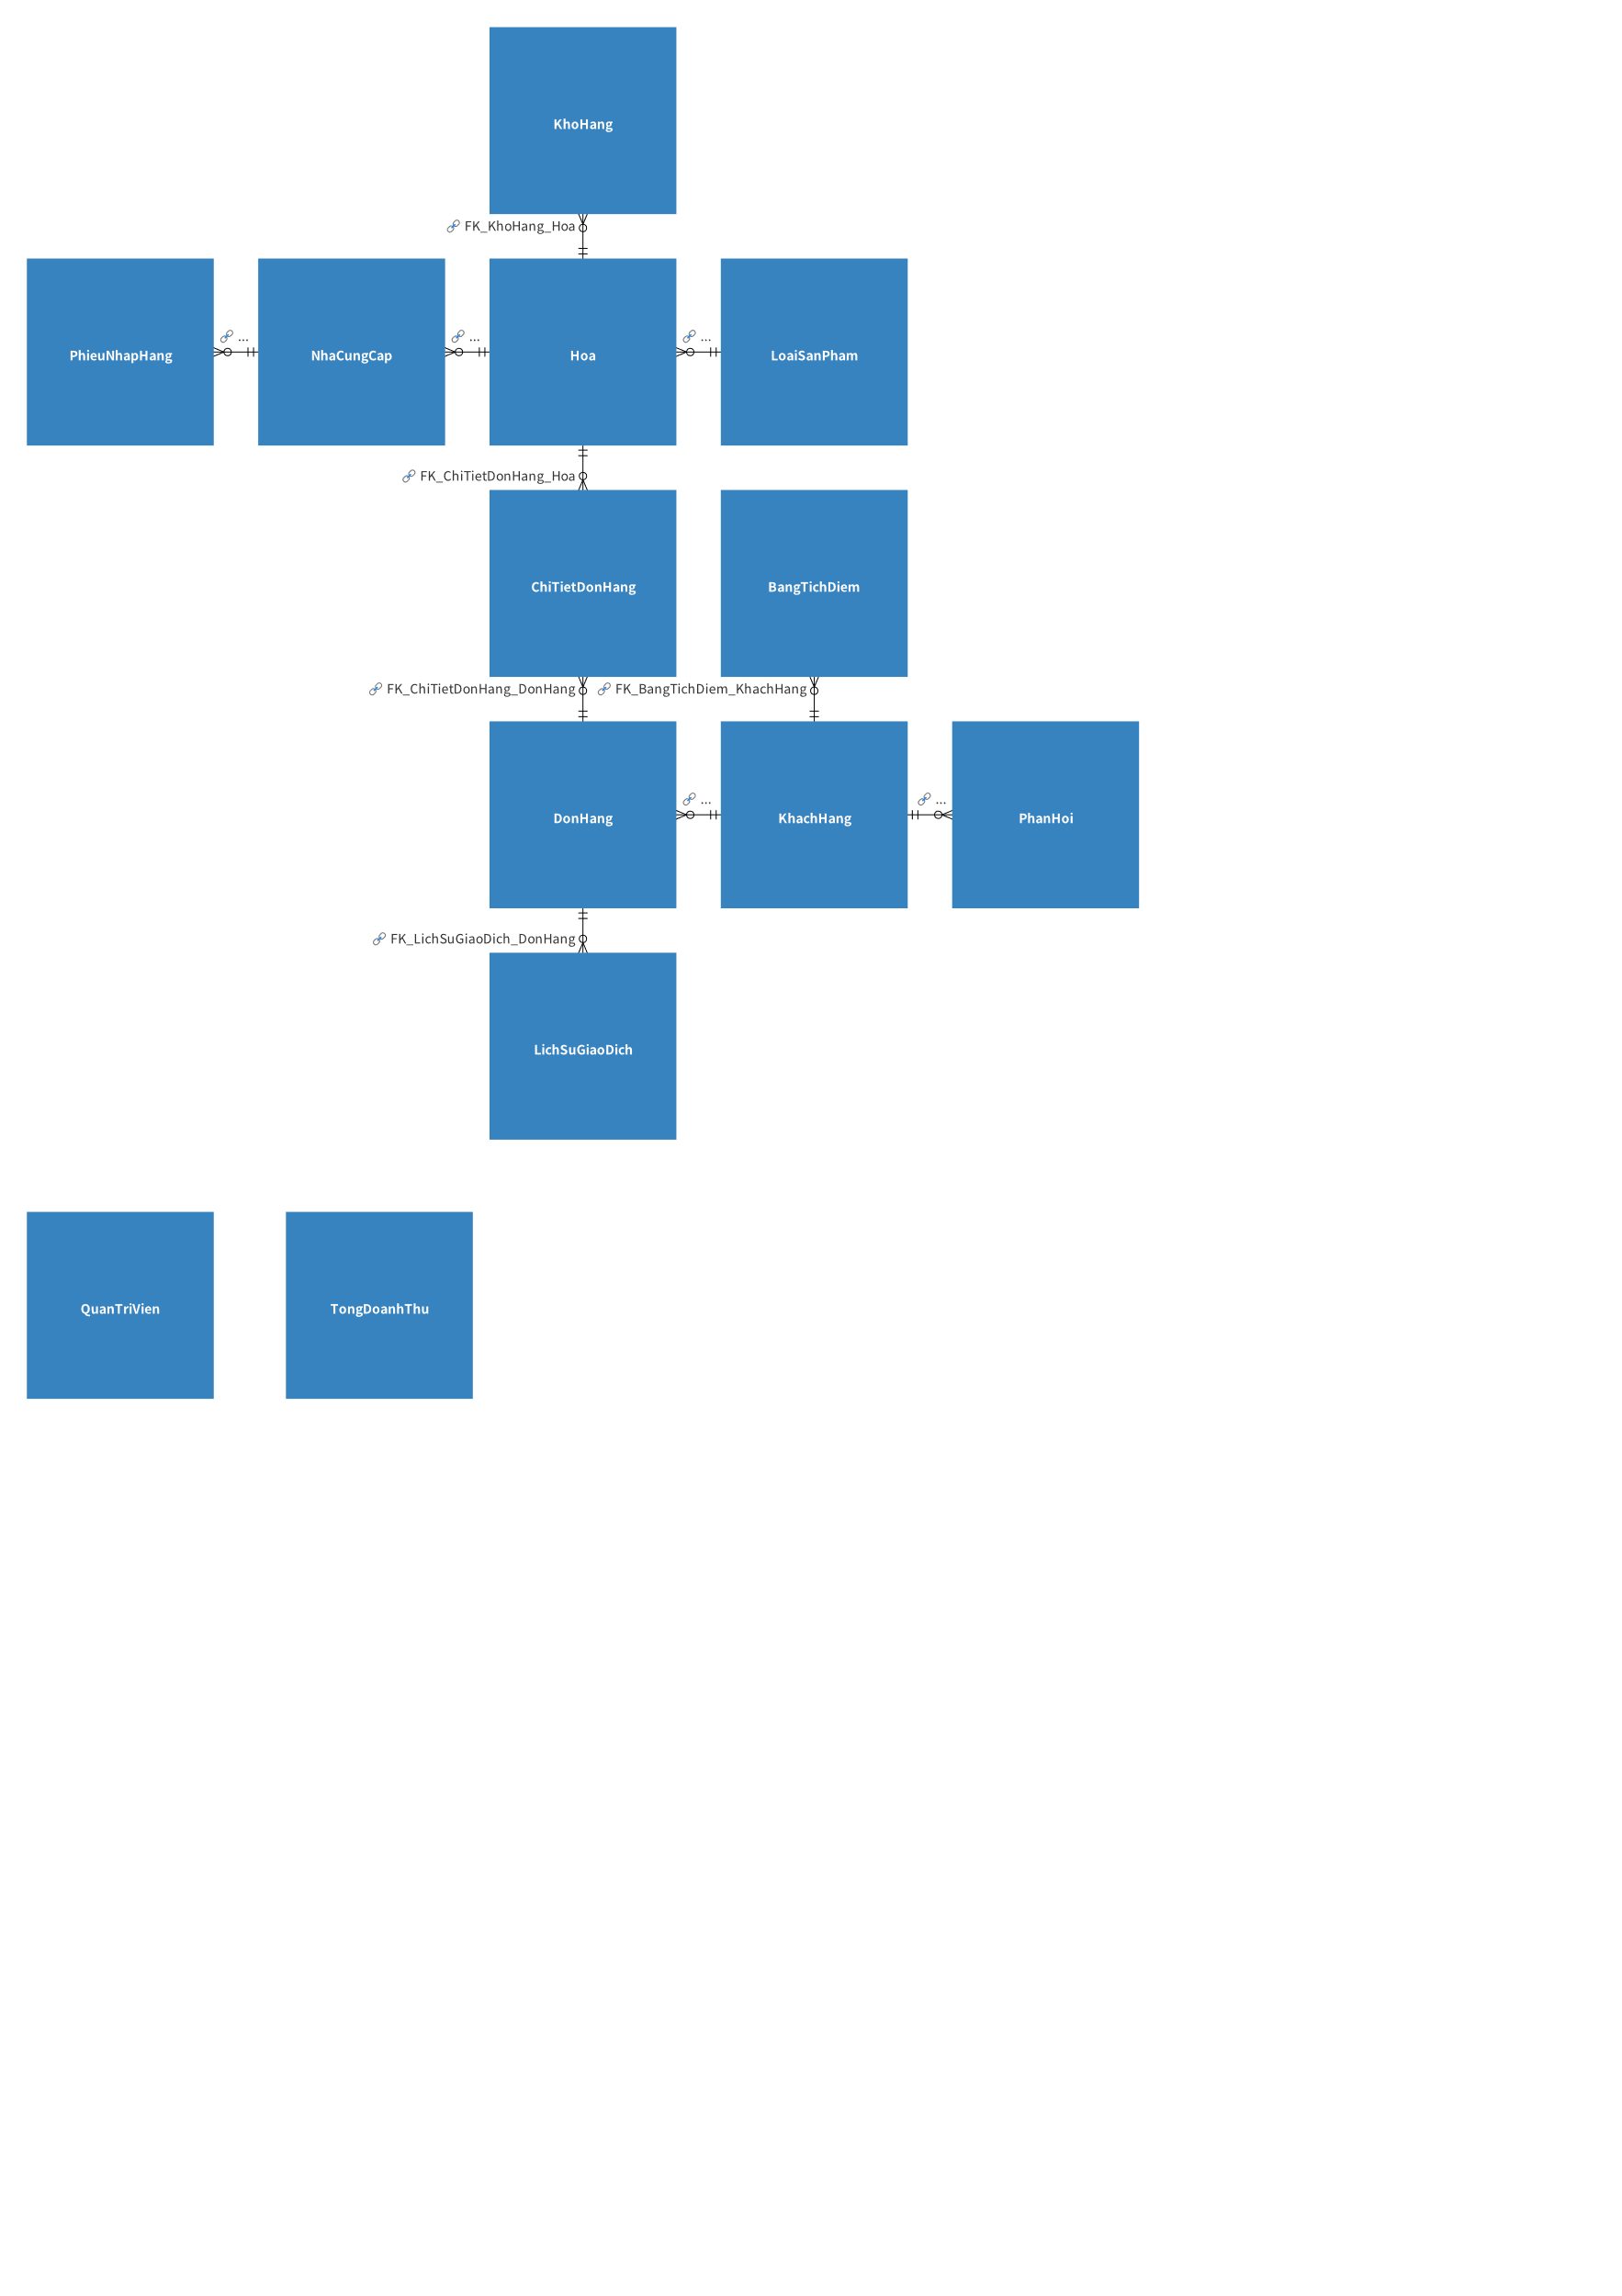 KhoHang
FK_KhoHang_Hoa
... ... ...
PhieuNhapHang NhaCungCap Hoa LoaiSanPham
FK_ChiTietDonHang_Hoa
ChiTietDonHang BangTichDiem
FK_ChiTietDonHang_DonHang FK_BangTichDiem_KhachHang
... ...
DonHang KhachHang PhanHoi
FK_LichSuGiaoDich_DonHang
LichSuGiaoDich
QuanTriVien TongDoanhThu